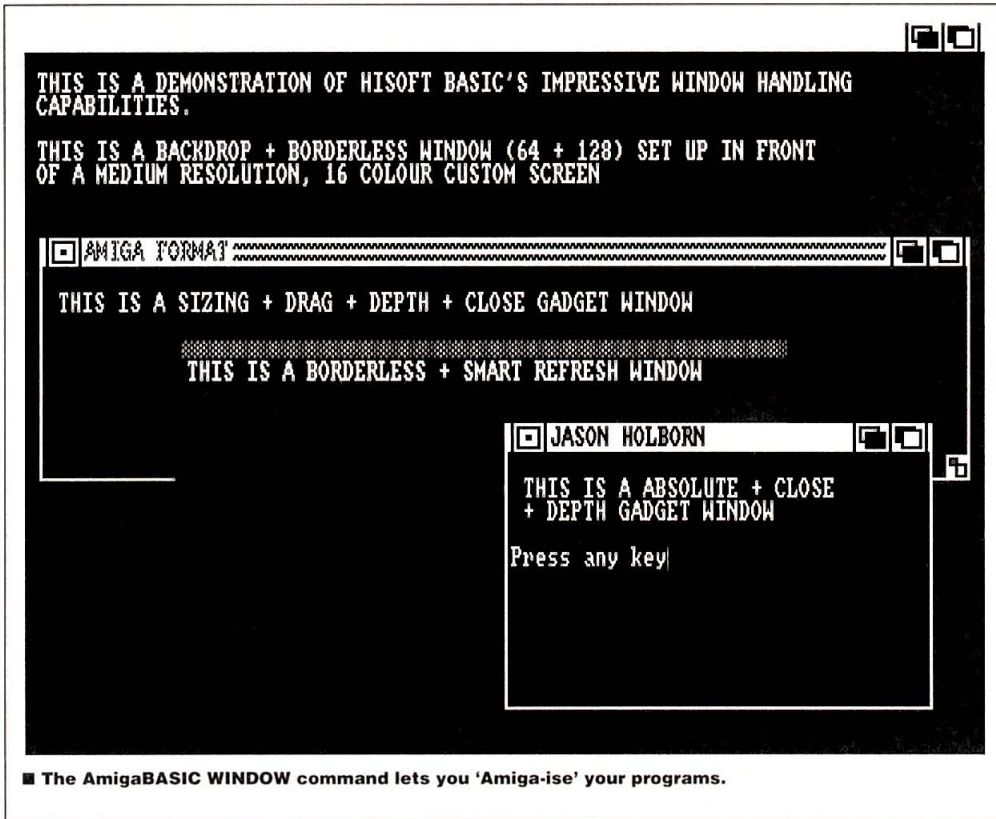 THIS IS A DEMONSTRATION OF HISOFT BASIC'S IMPRESSIVE WINDOW HANDLING
CAPABILITIES.
THIS IS A BACKDROP + BORDERLESS WINDOW (64 + 128) SET UP IN FRONT
OF A MEDIUM RESOLUTION, 16 COLOUR CUSTOM SCREEN
AMIGA FORMAT
THIS IS A SIZING + DRAG + DEPTH + CLOSE GADGET WINDOW
THIS IS A BORDERLESS + SMART REFRESH WINDOW
JASON HOLBORN
THIS IS A ABSOLUTE + CLOSE
+ DEPTH GADGET WINDOW
Press any key
The AmigaBASIC WINDOW command lets you 'Amiga-ise' your programs.